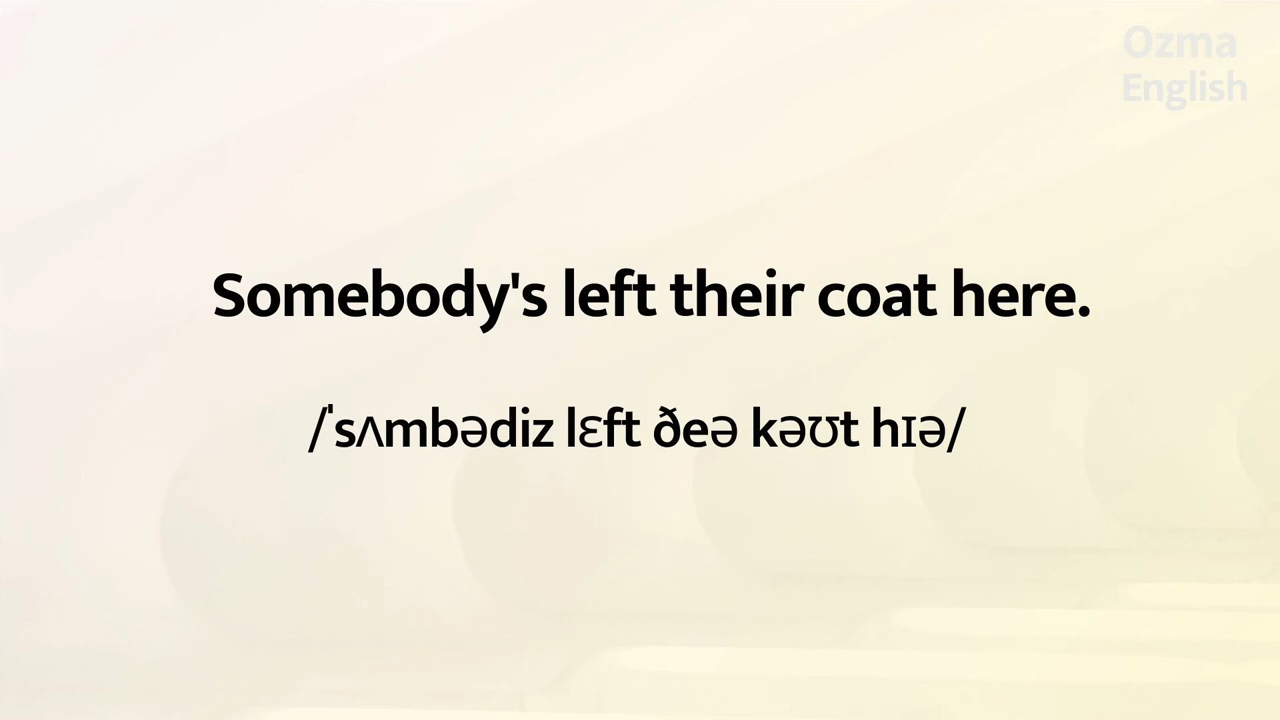 Ozma
English
Somebody's left their coat here.
/ˈsʌmbədiz lɛft ðeə kəʊt hɪə/